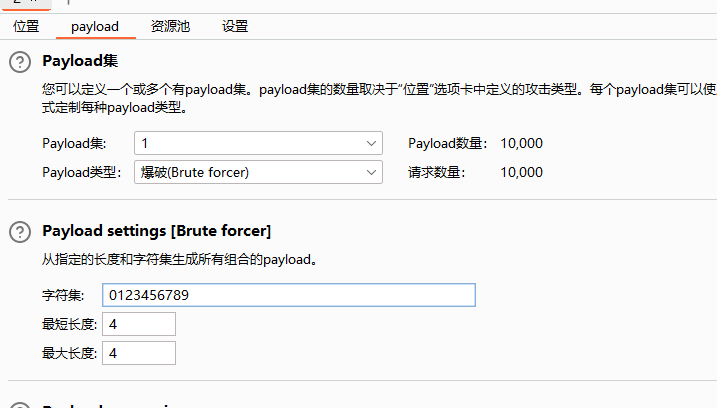 位置 payload 资源池 设置
Payload集
您可以定义一个或多个有payload集。payload集的数量取决于“位置”选项卡中定义的攻击类型。每个payload集可以使
式定制每种payload类型。
Payload集: 1 Payload数量: 10,000
Payload类型: 爆破(Brute forcer) 请求数量: 10,000
Payload settings [Brute forcer]
从指定的长度和字符集生成所有组合的payload。
字符集: 0123456789
最短长度: 4
最大长度: 4